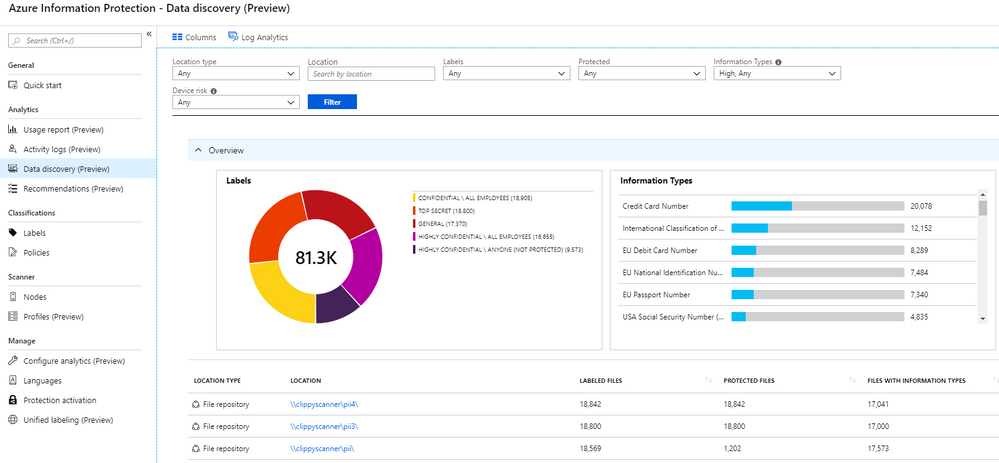 Azure Information Protection - Data discovery (Preview)
Search (Ctrl+/)
«
General
Quick start
Analytics
Usage report (Preview)
Activity logs (Preview)
Data discovery (Preview)
Recommendations (Preview)
Classifications
Labels
Policies
Scanner
Nodes
Profiles (Preview)
Manage
Configure analytics (Preview)
Languages
Protection activation
Unified labeling (Preview)
Columns
Log Analytics
Location type
Any
Location
Search by location
Labels
Any
Protected
Any
Information Types
High, Any
Device risk
Any
Filter
Overview
Labels
81.3K
CONFIDENTIAL \ ALL EMPLOYEES (18,905)
TOP SECRET (18,800)
GENERAL (17,370)
HIGHLY CONFIDENTIAL \ ALL EMPLOYEES (16,655)
HIGHLY CONFIDENTIAL \ ANYONE (NOT PROTECTED) (9,573)
Information Types
Credit Card Number 20,078
International Classification of ... 12,152
EU Debit Card Number 8,289
EU National Identification Nu... 7,484
EU Passport Number 7,340
USA Social Security Number (... 4,835
LOCATION TYPE LOCATION LABELED FILES PROTECTED FILES FILES WITH INFORMATION TYPES
File repository \\clippyscanner\pii4\ 18,842 18,842 17,041
File repository \\clippyscanner\pii3\ 18,800 18,800 17,000
File repository \\clippyscanner\pii\ 18,569 1,202 17,573